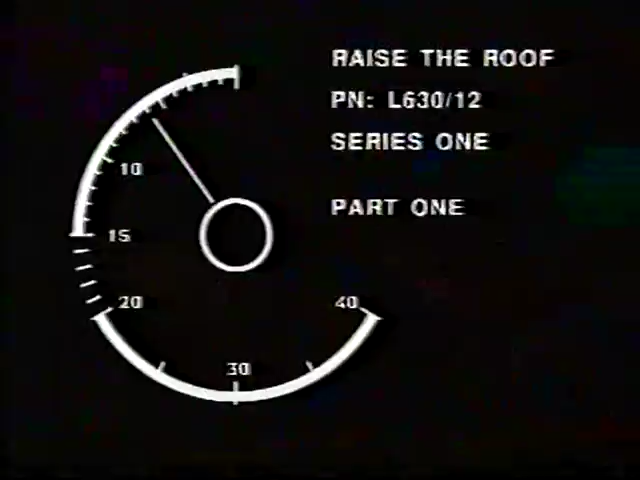 RAISE THE ROOF
PN: L630/12
SERIES ONE
PART ONE
10
15
20
30
40